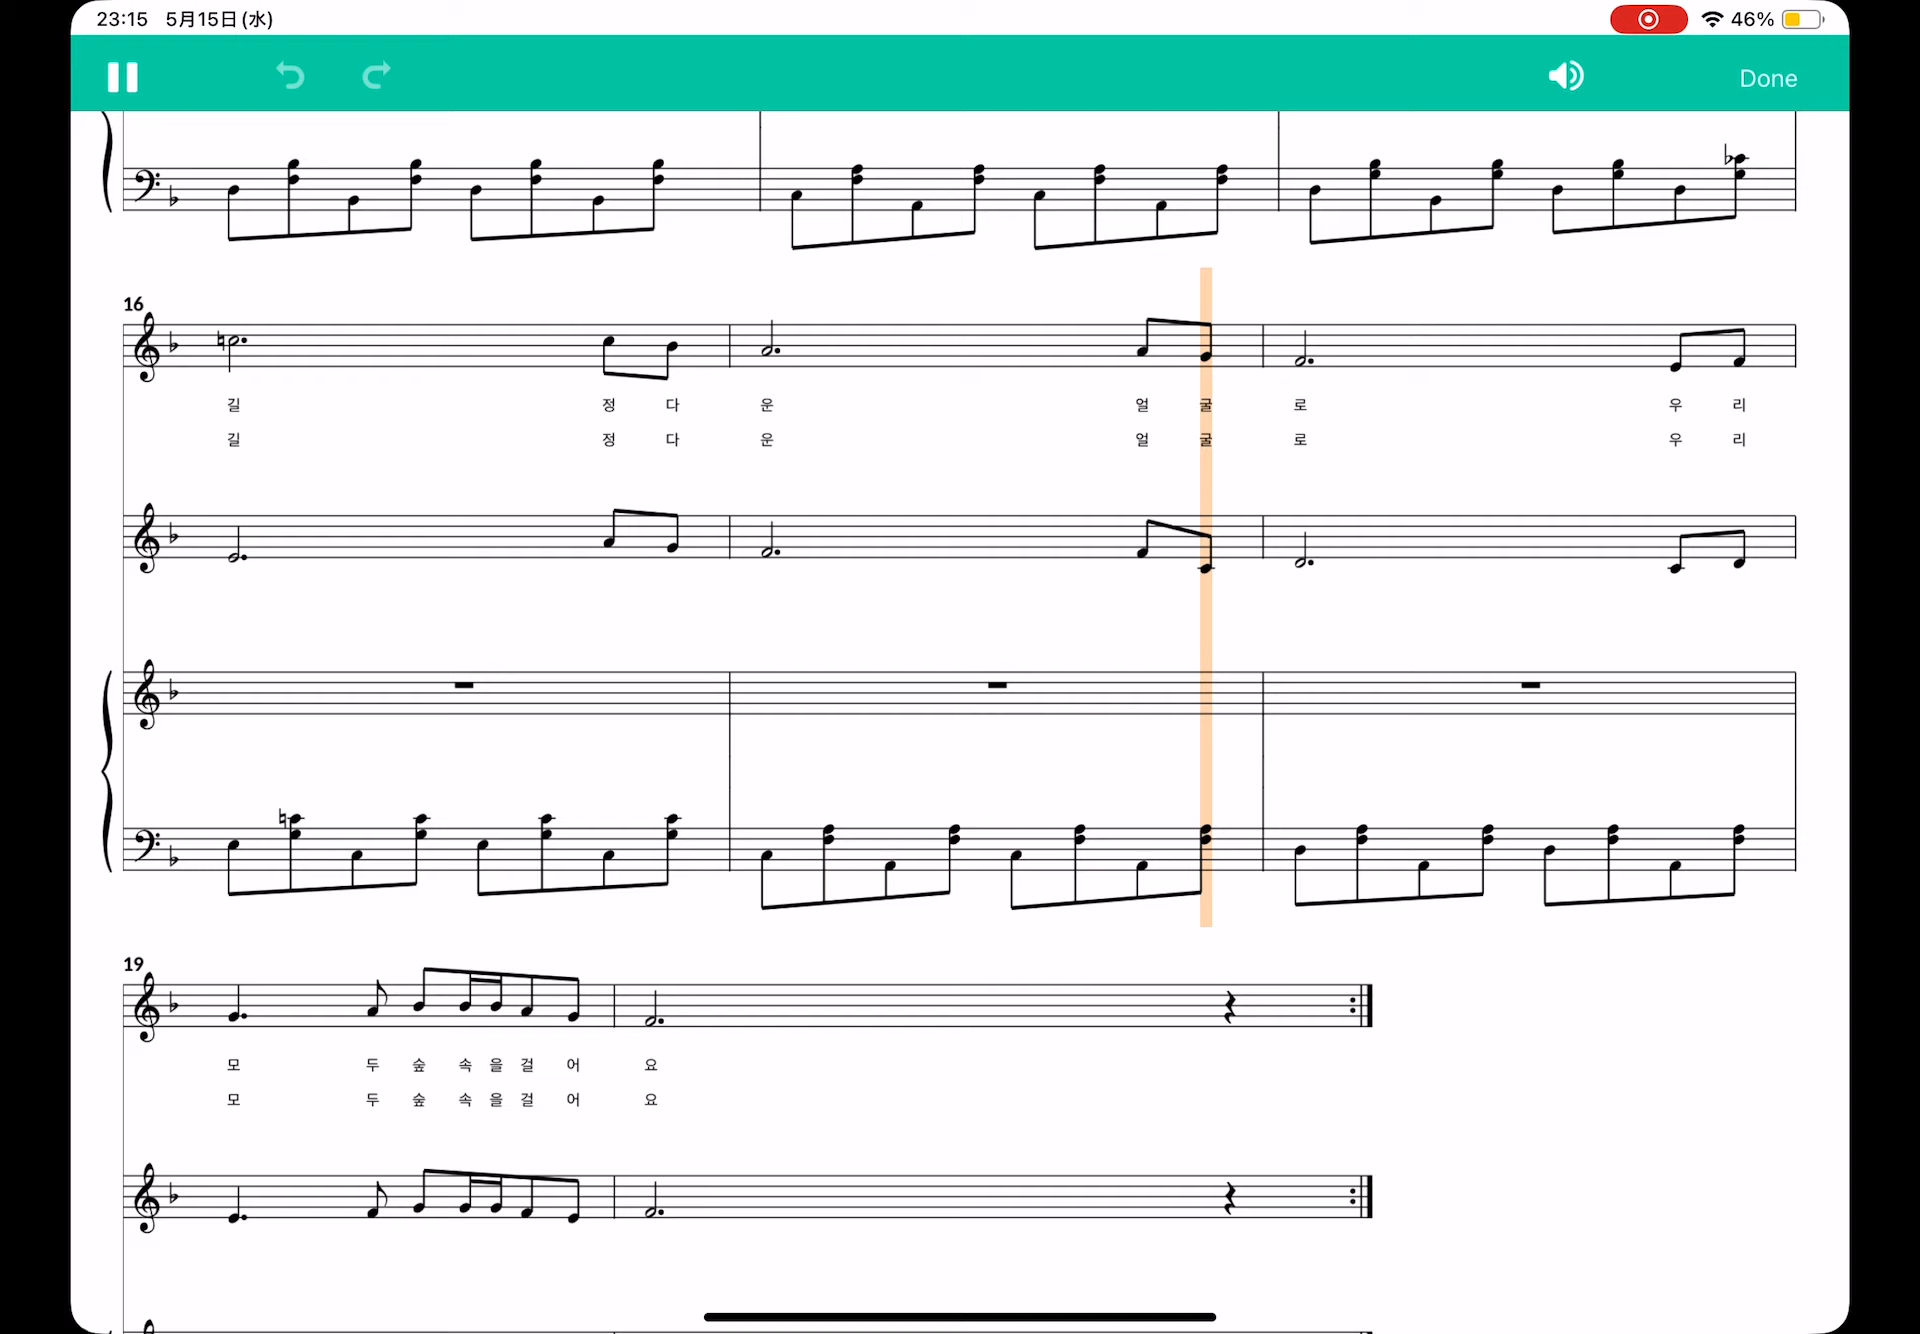 23:15 5月15日(水)
46%
Done
16
길 정 다 운 얼 굴 로 우 리
길 정 다 운 얼 굴 로 우 리
19
모 두 숲 속 을 걸 어 요
모 두 숲 속 을 걸 어 요